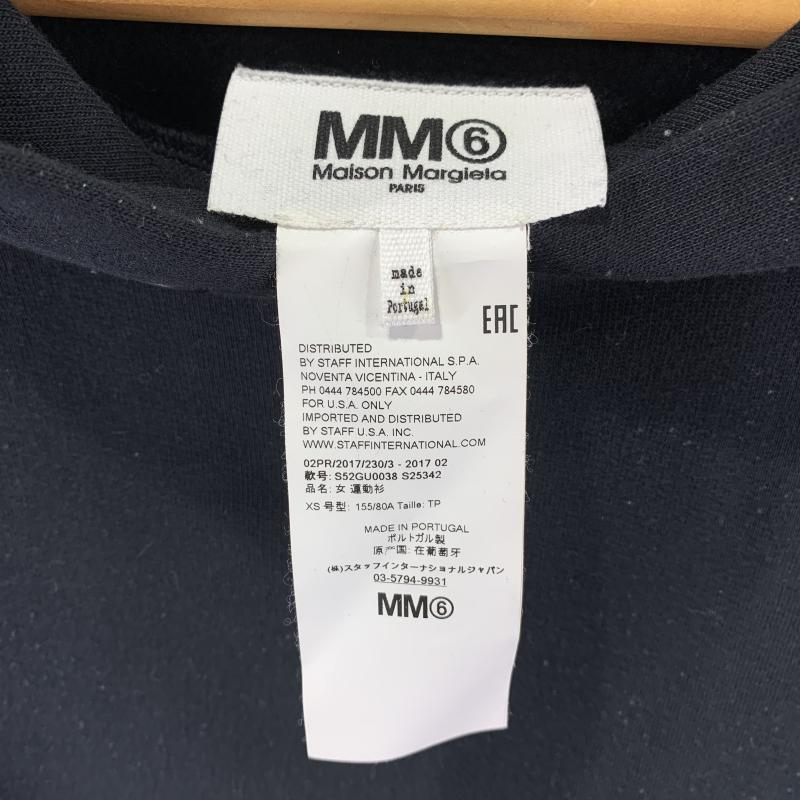 MM⑥
Maison Margiela
PARIS
made
in
Portugal
EAC
DISTRIBUTED
BY STAFF INTERNATIONAL S.P.A.
NOVENTA VICENTINA - ITALY
PH 0444 784500 FAX 0444 784580
FOR U.S.A. ONLY
IMPORTED AND DISTRIBUTED
BY STAFF U.S.A. INC.
WWW.STAFFINTERNATIONAL.COM
02PR/2017/230/3 - 2017 02
款号: S52GU0038 S25342
品名: 女 運動衫
XS 号型: 155/80A Taille: TP
MADE IN PORTUGAL
ポルトガル製
原产国: 在葡萄牙
(株)スタッフインターナショナルジャパン
03-5794-9931
MM⑥